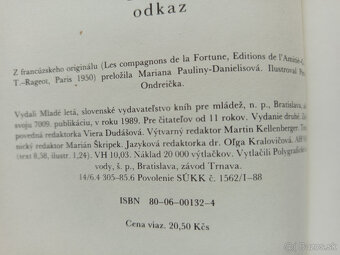 odkaz
Z francúzskeho originálu (Les compagnons de la Fortune, Editions de l'Amitié-G.
T.-Rageot, Paris 1950) preložila Mariana Pauliny-Danielisová. Ilustroval
Ondreička.
Vydali Mladé letá, slovenské vydavateľstvo kníh pre mládež, n. p., Bratislava,
svoju 7009. publikáciu, v roku 1989. Pre čitateľov od 11 rokov. Vydanie druhé.
povedná redaktorka Viera Dudášová. Výtvarný redaktor Martin Kellenberger.
nický redaktor Marián Škripek. Jazyková redaktorka dr. Oľga Kralovičová. AH
(text 8,58, ilustr. 1,24). VH 10,03. Náklad 20 000 výtlačkov. Vytlačili Polygrafic
vody, š. p., Bratislava, závod Trnava.
14/6.4 305-85.6 Povolenie SÚKK č. 1562/I-88
ISBN 80-06-00132-4
Cena viaz. 20,50 Kčs
bazos.sk